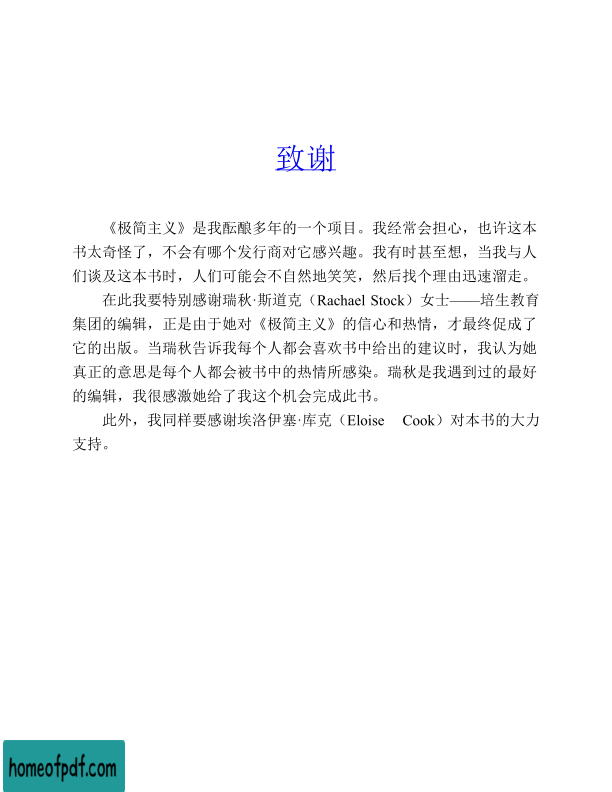 致谢
《极简主义》是我酝酿多年的一个项目。我经常会担心，也许这本
书太奇怪了，不会有哪个发行商对它感兴趣。我有时甚至想，当我与人
们谈及这本书时，人们可能会不自然地笑笑，然后找个理由迅速溜走。
在此我要特别感谢瑞秋·斯道克（Rachael Stock）女士——培生教育
集团的编辑，正是由于她对《极简主义》的信心和热情，才最终促成了
它的出版。当瑞秋告诉我每个人都会喜欢书中给出的建议时，我认为她
真正的意思是每个人都会被书中的热情所感染。瑞秋是我遇到过的最好
的编辑，我很感激她给了我这个机会完成此书。
此外，我同样要感谢埃洛伊塞·库克（Eloise Cook）对本书的大力
支持。
homeofpdf.com